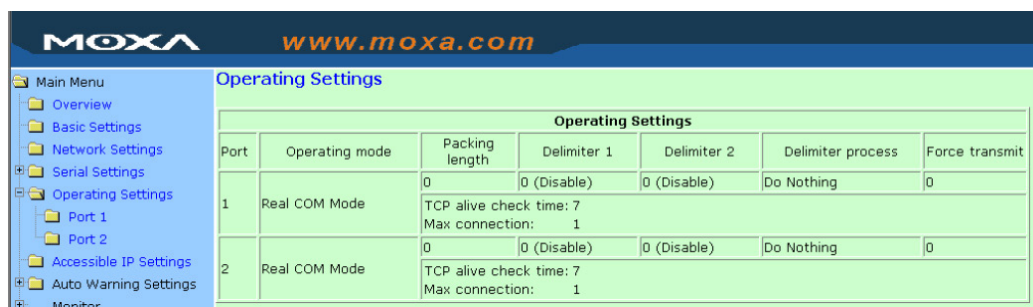 MOXA www.moxa.com
Main Menu
Overview
Basic Settings
Network Settings
Serial Settings
Operating Settings
Port 1
Port 2
Accessible IP Settings
Auto Warning Settings
Monitor
Operating Settings
Operating Settings
Port Operating mode Packing length Delimiter 1 Delimiter 2 Delimiter process Force transmit
1 Real COM Mode 0 0 (Disable) 0 (Disable) Do Nothing 0
TCP alive check time: 7
Max connection: 1
2 Real COM Mode 0 0 (Disable) 0 (Disable) Do Nothing 0
TCP alive check time: 7
Max connection: 1